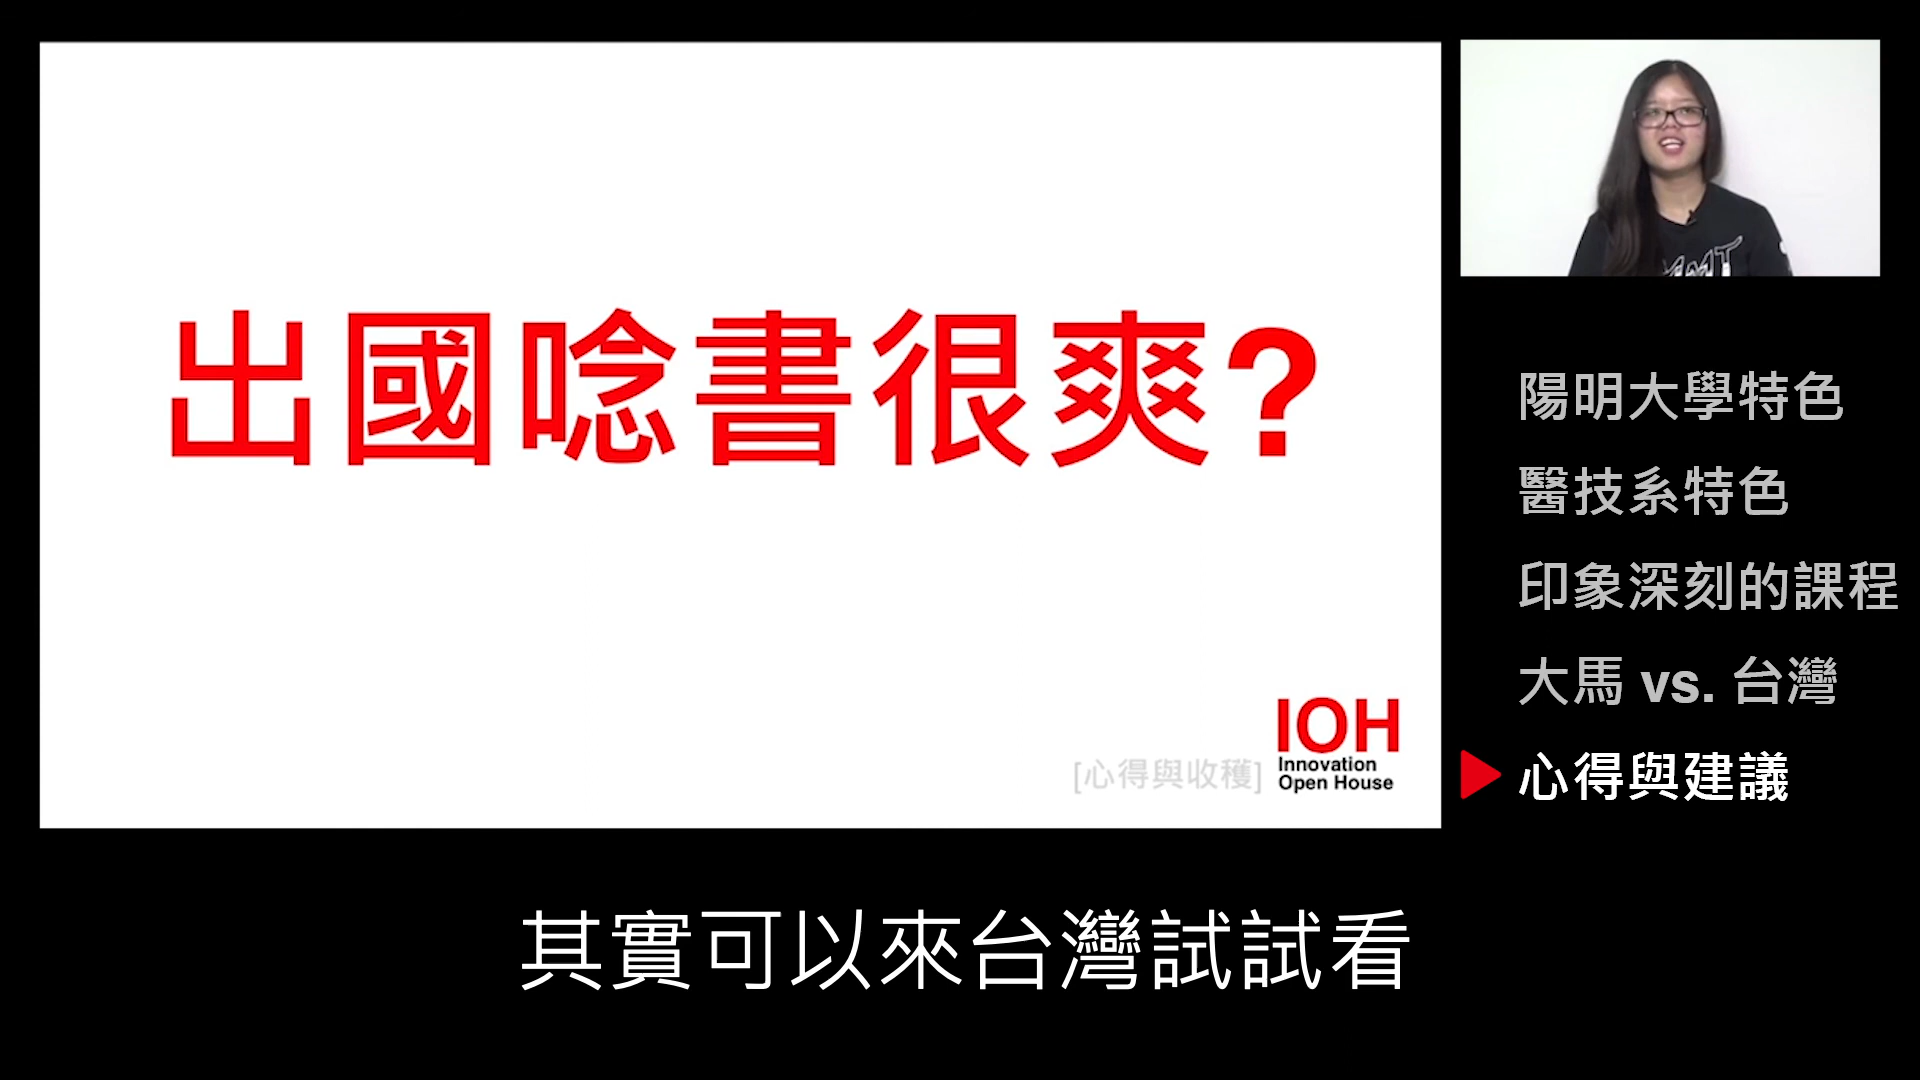 出國唸書很爽?
[心得與收穫]
IOH
Innovation
Open House
陽明大學特色
醫技系特色
印象深刻的課程
大馬 vs. 台灣
心得與建議
其實可以來台灣試試看